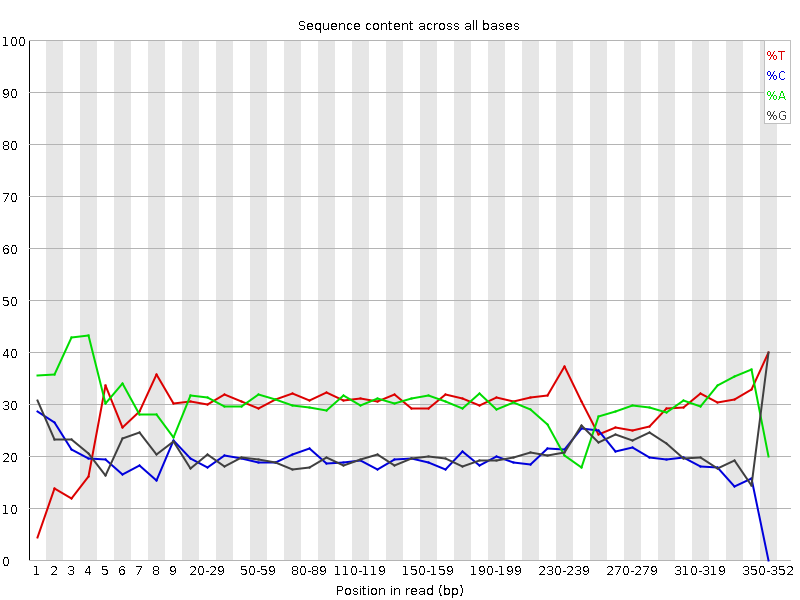 Sequence content across all bases
100
90
80
70
60
50
40
30
20
10
0
%T
%C
%A
%G
1 2 3 4 5 6 7 8 9 20-29 50-59 80-89 110-119 150-159 190-199 230-239 270-279 310-319 350-352
Position in read (bp)